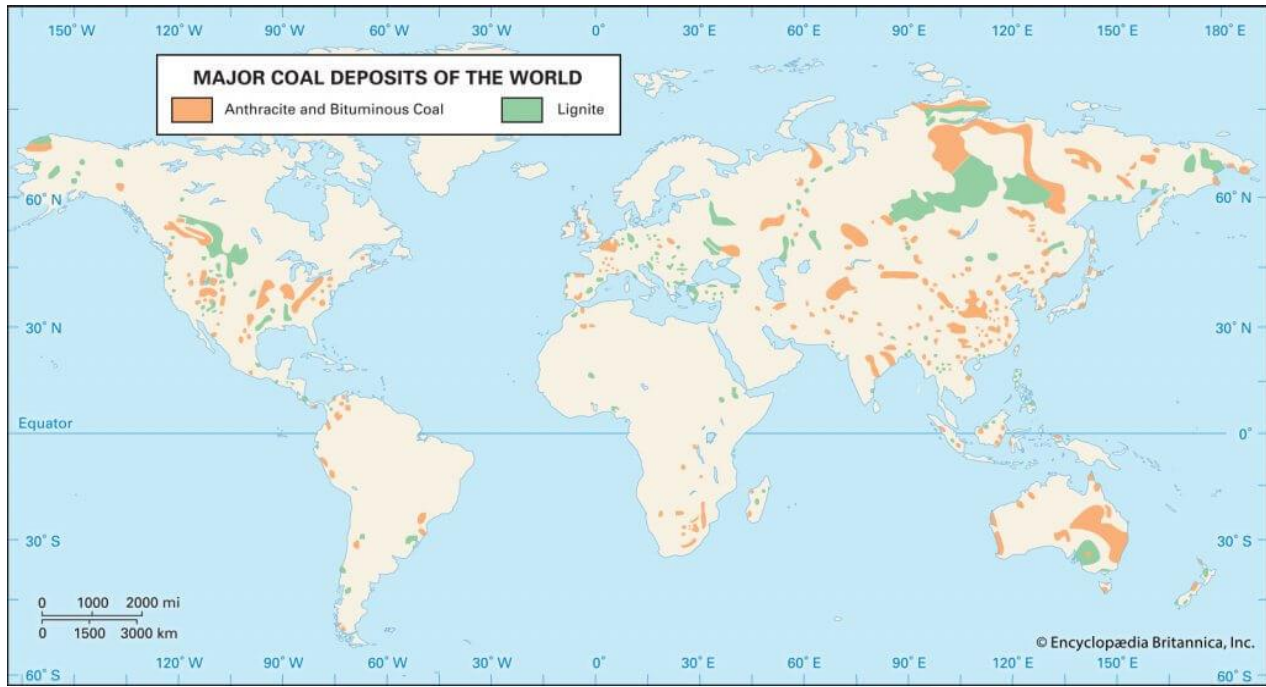 150° W 120° W 90° W 60° W 30° W 0° 30° E 60° E 90° E 120° E 150° E 180° E
MAJOR COAL DEPOSITS OF THE WORLD
Anthracite and Bituminous Coal Lignite
60° N 60° N
30° N 30° N
Equator 0°
30° S 30° S
0 1000 2000 mi
0 1500 3000 km
© Encyclopædia Britannica, Inc.
120° W 90° W 60° W 30° W 0° 30° E 60° E 90° E 120° E 150° E
60° S 60° S